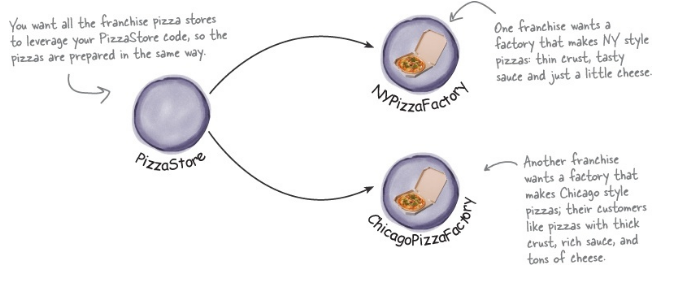 You want all the franchise pizza stores
to leverage your PizzaStore code, so the
pizzas are prepared in the same way.
PizzaStore
NYPizzaFactory
One franchise wants a
factory that makes NY style
pizzas: thin crust, tasty
sauce and just a little cheese.
ChicagoPizzaFactory
Another franchise
wants a factory that
makes Chicago style
pizzas; their customers
like pizzas with thick
crust, rich sauce, and
tons of cheese.